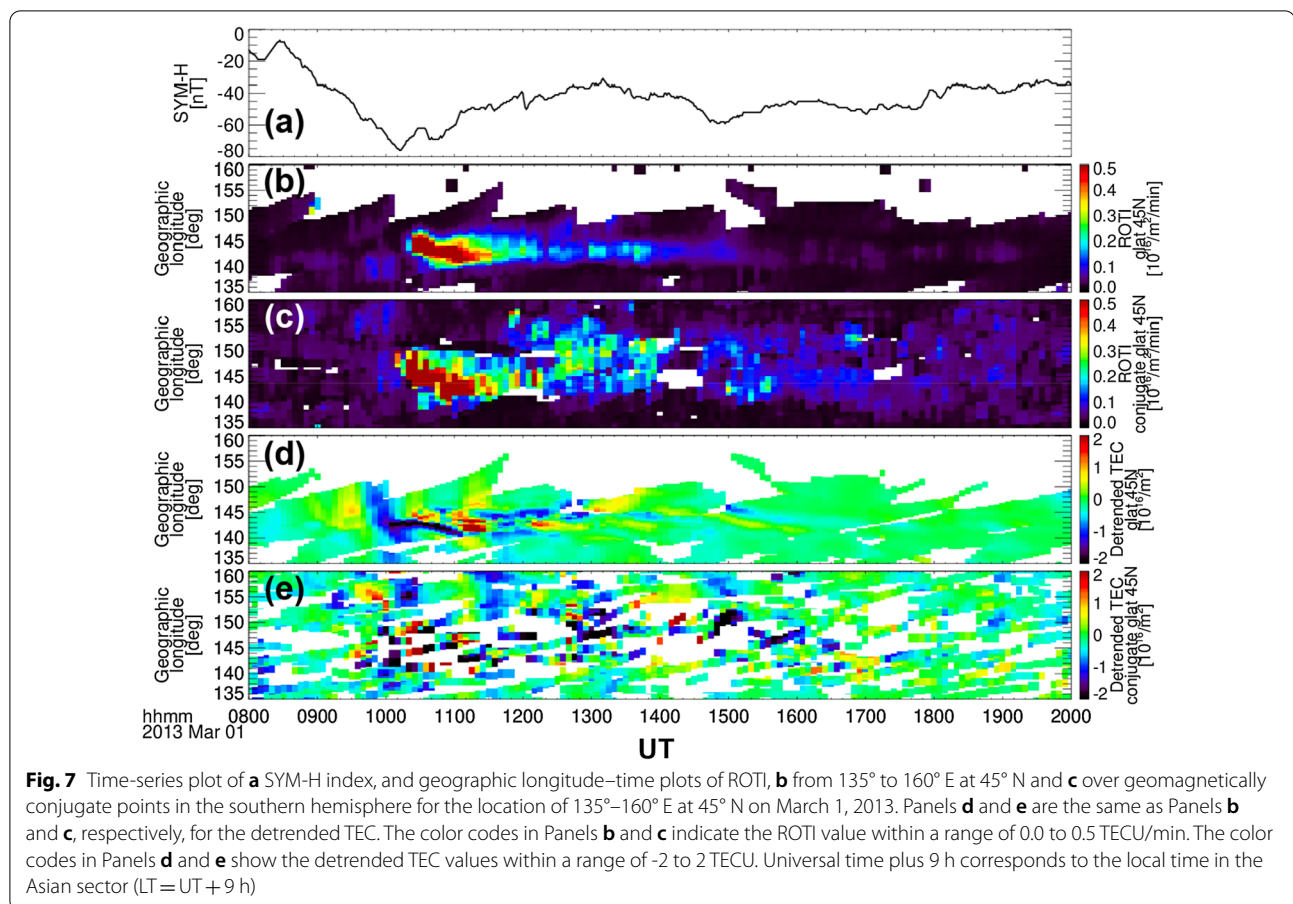 0
-20
-40
-60
-80
SYM-H
[nT]
(a)
160
155
150
145
140
135
Geographic
longitude
[deg]
(b)
0.5
0.4
0.3
0.20
0.1
0.0
ROTI
glat 45N
[10¹⁶/m²/min]
160
155
150
145
140
135
Geographic
longitude
[deg]
(c)
0.5
0.4
0.3
0.2
0.1
0.0
ROTI
conjugate glat 45N
[10¹⁶/m²/min]
160
155
150
145
140
135
Geographic
longitude
[deg]
(d)
2
1
0
-1
-2
Detrended TEC
glat 45N
[10¹⁶/m²]
160
155
150
145
140
135
Geographic
longitude
[deg]
(e)
2
1
0
-1
-2
Detrended TEC
conjugate glat 45N
[10¹⁶/m²]
hhmm 0800 0900 1000 1100 1200 1300 1400 1500 1600 1700 1800 1900 2000
2013 Mar 01
UT
Fig. 7 Time-series plot of a SYM-H index, and geographic longitude–time plots of ROTI, b from 135° to 160° E at 45° N and c over geomagnetically
conjugate points in the southern hemisphere for the location of 135°–160° E at 45° N on March 1, 2013. Panels d and e are the same as Panels b
and c, respectively, for the detrended TEC. The color codes in Panels b and c indicate the ROTI value within a range of 0.0 to 0.5 TECU/min. The color
codes in Panels d and e show the detrended TEC values within a range of -2 to 2 TECU. Universal time plus 9 h corresponds to the local time in the
Asian sector (LT = UT + 9 h)